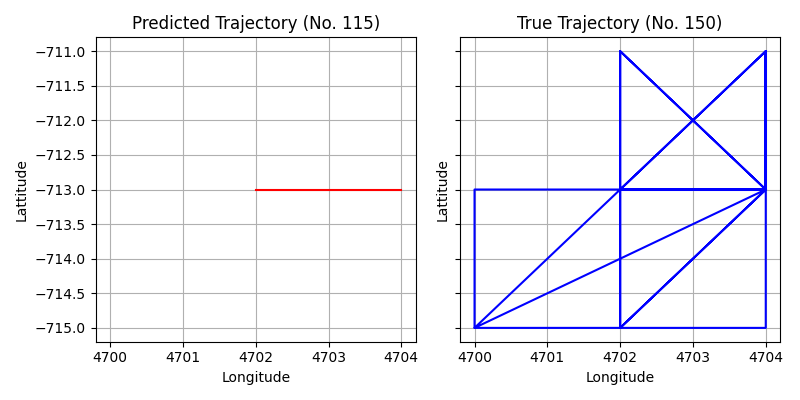 Predicted Trajectory (No. 115)
True Trajectory (No. 150)
−711.0
−711.5
−712.0
−712.5
−713.0
−713.5
−714.0
−714.5
−715.0
Lattitude
Lattitude
4700 4701 4702 4703 4704
4700 4701 4702 4703 4704
Longitude
Longitude